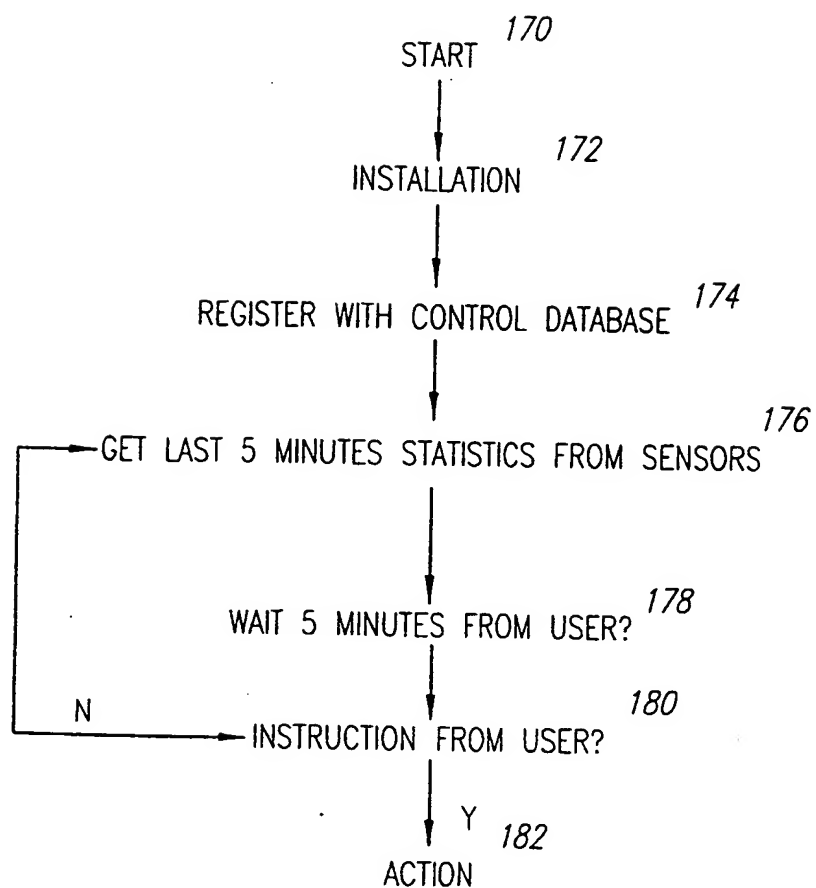 170
START
172
INSTALLATION
174
REGISTER WITH CONTROL DATABASE
176
GET LAST 5 MINUTES STATISTICS FROM SENSORS
178
WAIT 5 MINUTES FROM USER?
180
N
INSTRUCTION FROM USER?
Y
182
ACTION